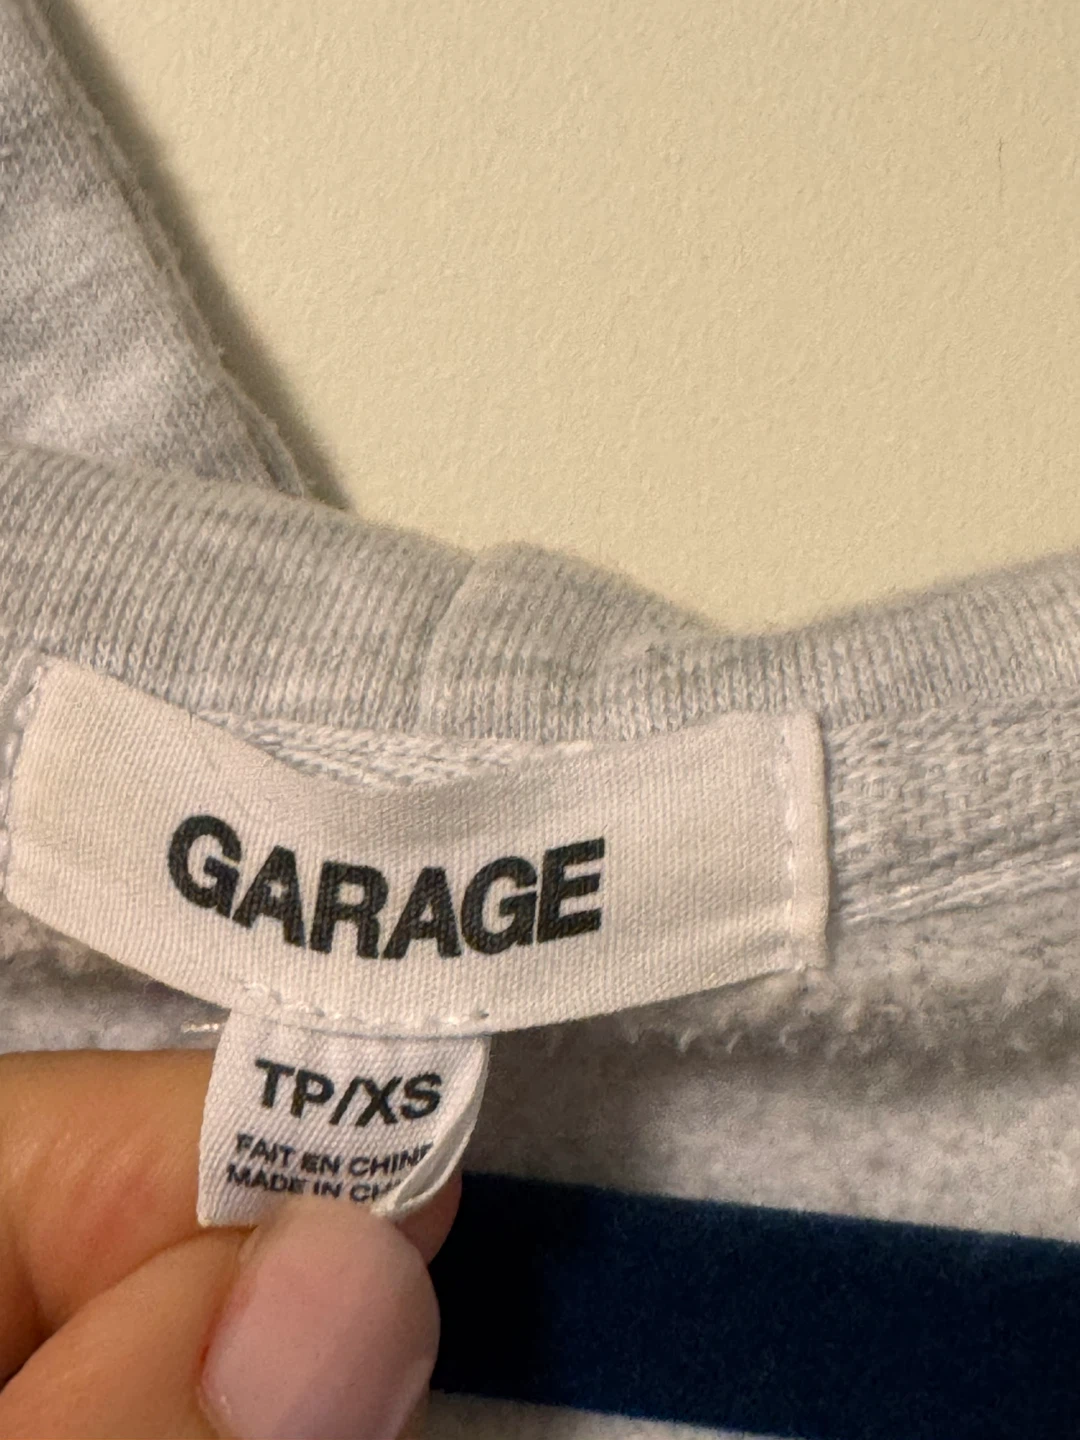 GARAGE
TP/XS
FAIT EN CHINE
MADE IN